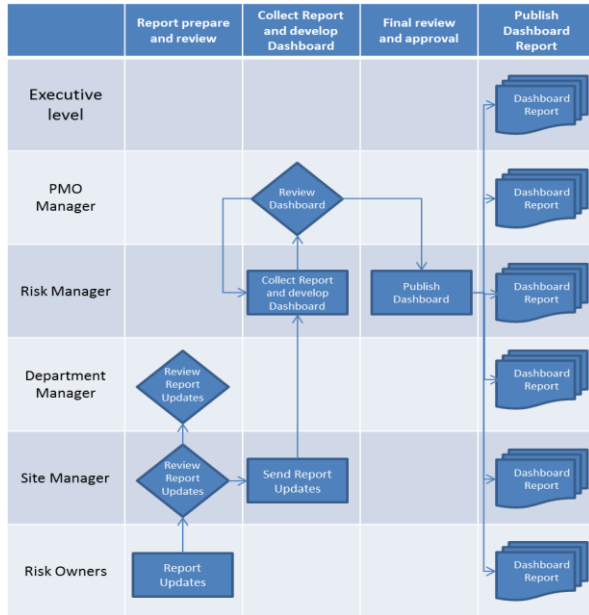 Report prepare
and review
Collect Report
and develop
Dashboard
Final review
and approval
Publish
Dashboard
Report
Executive
level
Dashboard
Report
PMO
Manager
Review
Dashboard
Dashboard
Report
Risk Manager
Collect Report
and develop
Dashboard
Publish
Dashboard
Dashboard
Report
Department
Manager
Review
Report
Updates
Dashboard
Report
Site Manager
Review
Report
Updates
Send Report
Updates
Dashboard
Report
Risk Owners
Report
Updates
Dashboard
Report